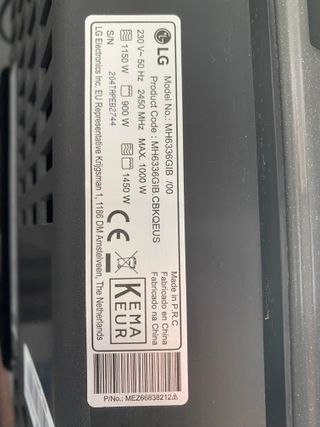 LG
Model No.: MH6336GIB /00
Product Code : MH6336GIB.CBKQEUS
230 V~ 50 Hz 2450 MHz MAX. 1000 W
1150 W 900 W 1450 W
S/N 204TMPEB2744
LG Electronics Inc. EU Representative Krijgsman 1, 1186 DM Amstelveen, The Netherlands
CE
KEMA
KEUR
Made in P.R.C
Fabricado en China
Fabricado na China
P/No.: MEZ66838212